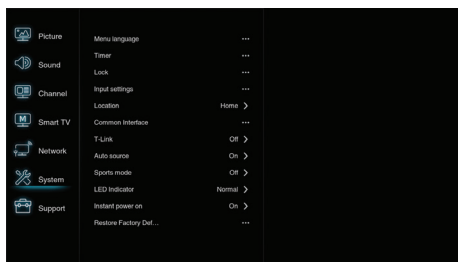 Picture
Sound
Channel
Smart TV
Network
System
Support
Menu language ···
Timer ···
Lock ···
Input settings ···
Location Home >
Common Interface ···
T-Link Off >
Auto source On >
Sports mode Off >
LED Indicator Normal >
Instant power on On >
Restore Factory Def... ···